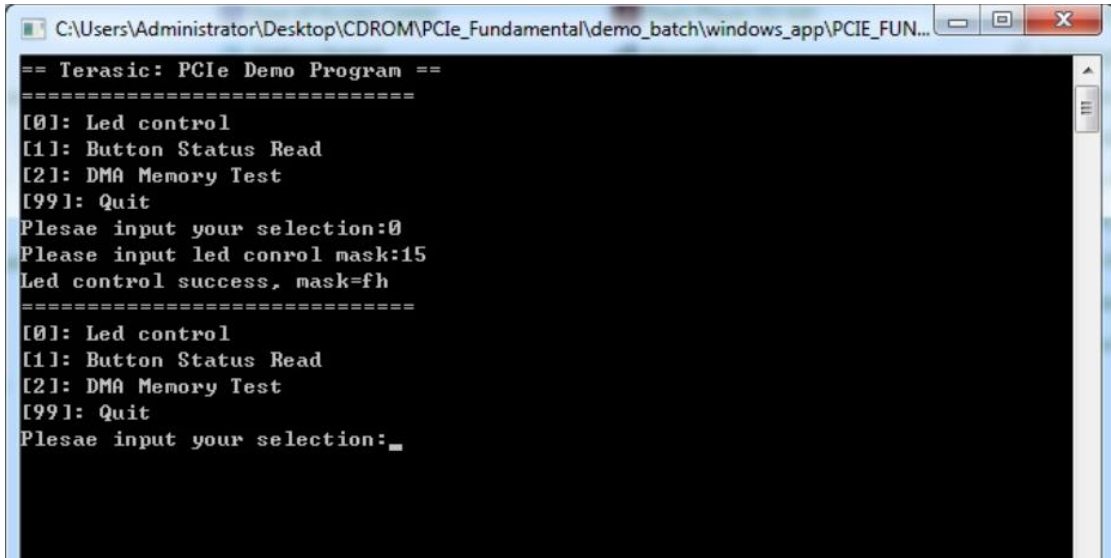 C:\Users\Administrator\Desktop\CDROM\PCIe_Fundamental\demo_batch\windows_app\PCIE_FUN...
== Terasic: PCIe Demo Program ==
==============================
[0]: Led control
[1]: Button Status Read
[2]: DMA Memory Test
[99]: Quit
Plesae input your selection:0
Please input led conrol mask:15
Led control success, mask=fh
==============================
[0]: Led control
[1]: Button Status Read
[2]: DMA Memory Test
[99]: Quit
Plesae input your selection:_